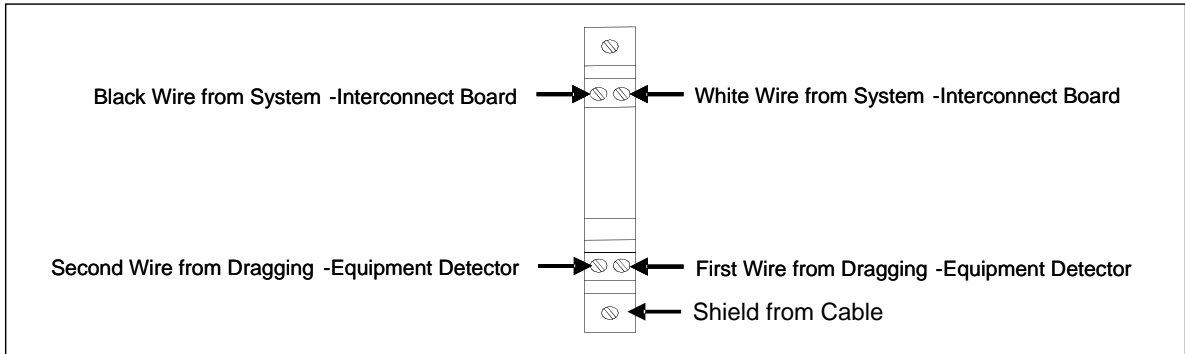 Black Wire from System -Interconnect Board
White Wire from System -Interconnect Board
Second Wire from Dragging -Equipment Detector
First Wire from Dragging -Equipment Detector
Shield from Cable